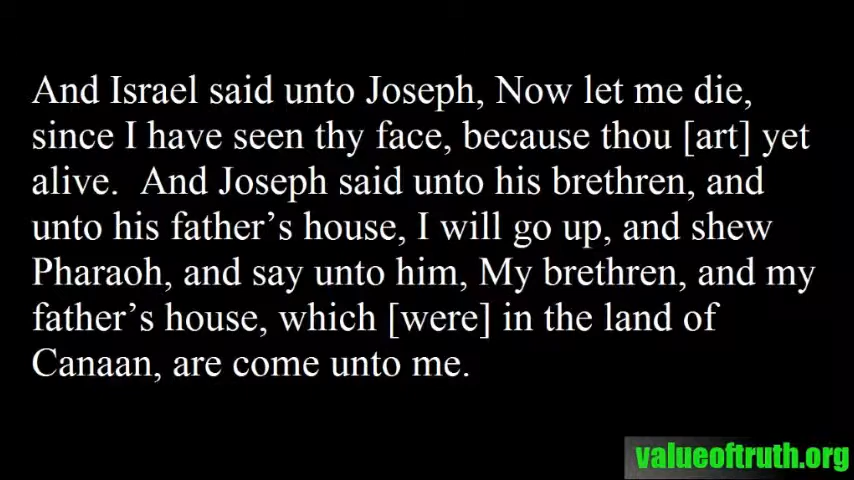 And Israel said unto Joseph, Now let me die,
since I have seen thy face, because thou [art] yet
alive.  And Joseph said unto his brethren, and
unto his father’s house, I will go up, and shew
Pharaoh, and say unto him, My brethren, and my
father’s house, which [were] in the land of
Canaan, are come unto me.
valueoftruth.org